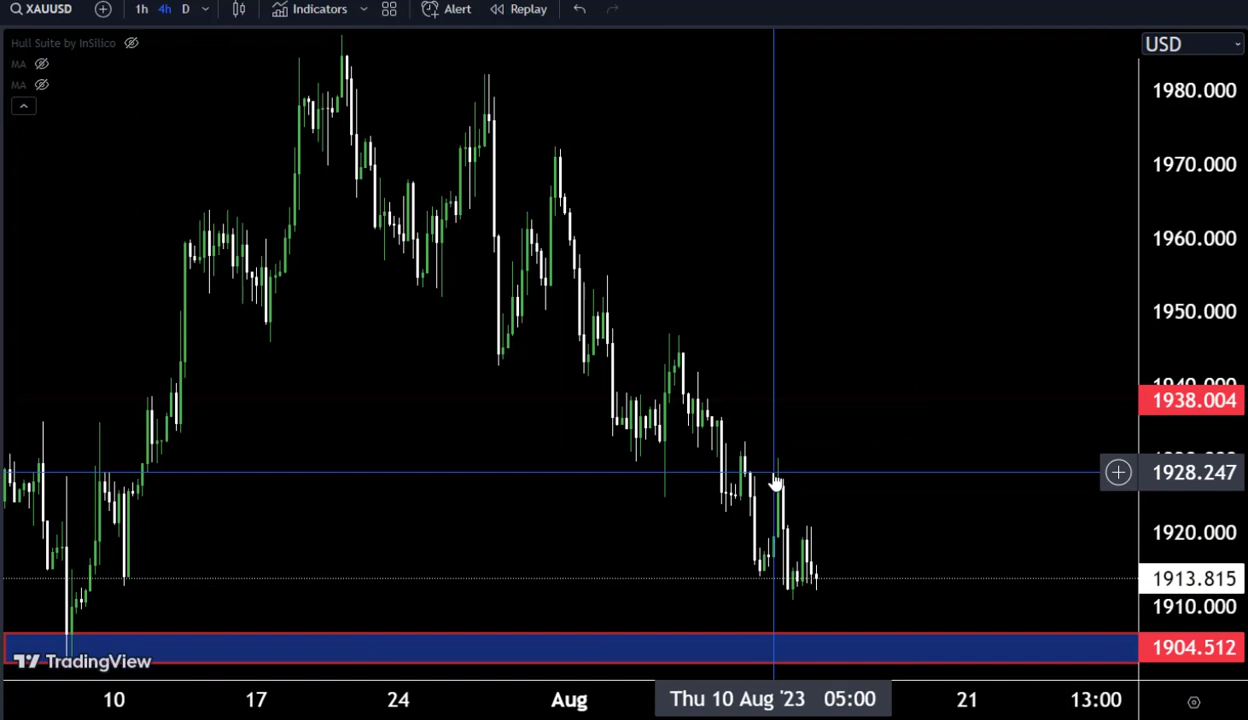 XAUUSD 1h 4h D Indicators Alert Replay
Hull Suite by InSilico
MA
MA
USD
1980.000
1970.000
1960.000
1950.000
1940.000
1938.004
1928.247
1920.000
1913.815
1910.000
1904.512
TradingView
10 17 24 Aug Thu 10 Aug '23 05:00 21 13:00